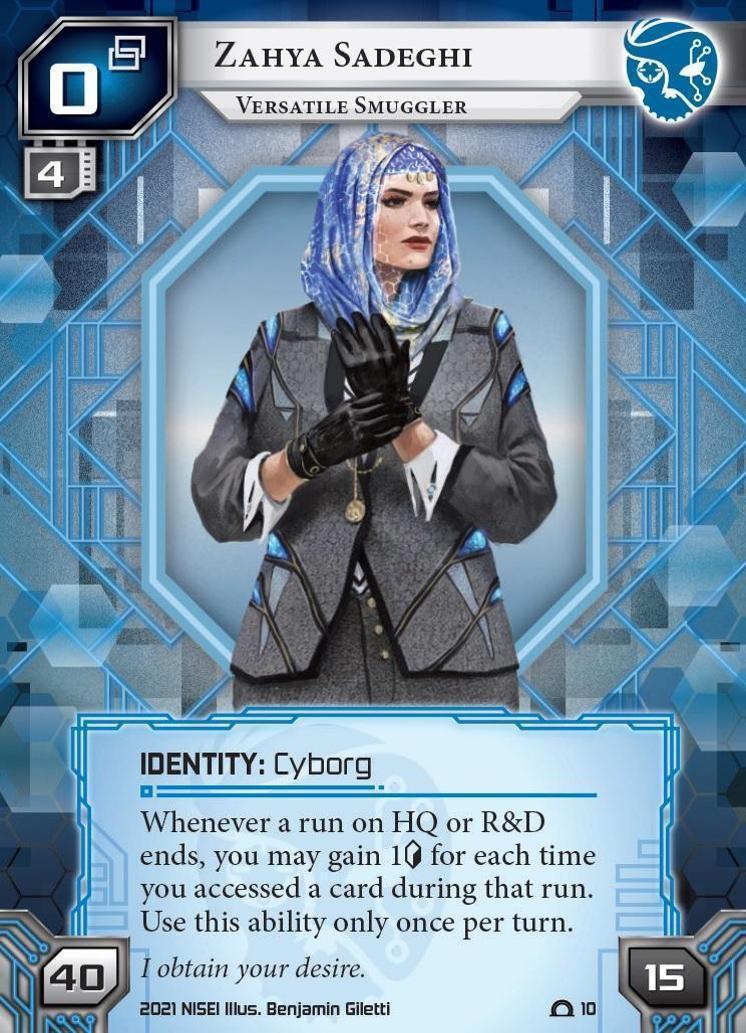 0
ZAHYA SADEGHI
VERSATILE SMUGGLER
4
IDENTITY: Cyborg
Whenever a run on HQ or R&D
ends, you may gain 1 for each time
you accessed a card during that run.
Use this ability only once per turn.
I obtain your desire.
40
15
2021 NISEI Illus. Benjamin Giletti
10